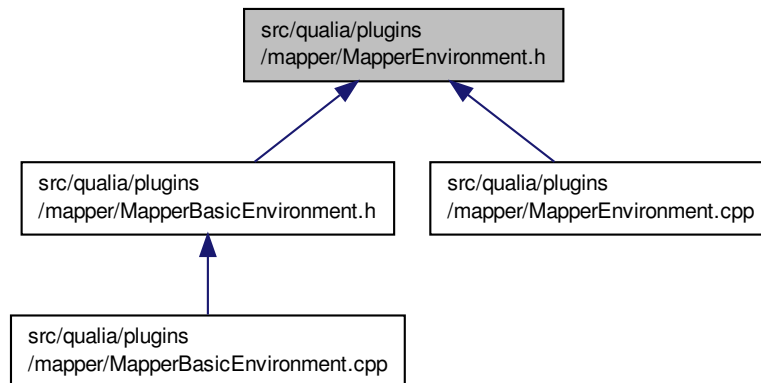 src/qualia/plugins
/mapper/MapperEnvironment.h
src/qualia/plugins
/mapper/MapperBasicEnvironment.h
src/qualia/plugins
/mapper/MapperEnvironment.cpp
src/qualia/plugins
/mapper/MapperBasicEnvironment.cpp